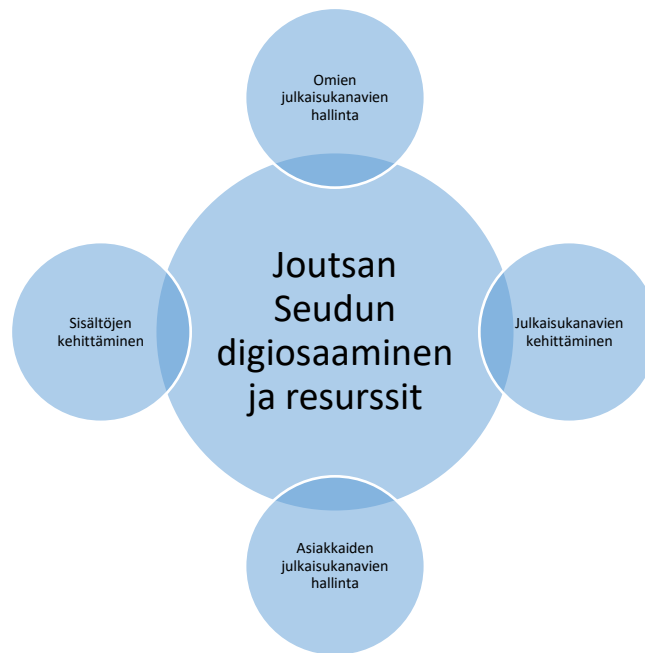 Omien
julkaisukanavien
hallinta
Joutsan
Seudun
digiosaaminen
ja resurssit
Sisältöjen
kehittäminen
Julkaisukanavien
kehittäminen
Asiakkaiden
julkaisukanavien
hallinta